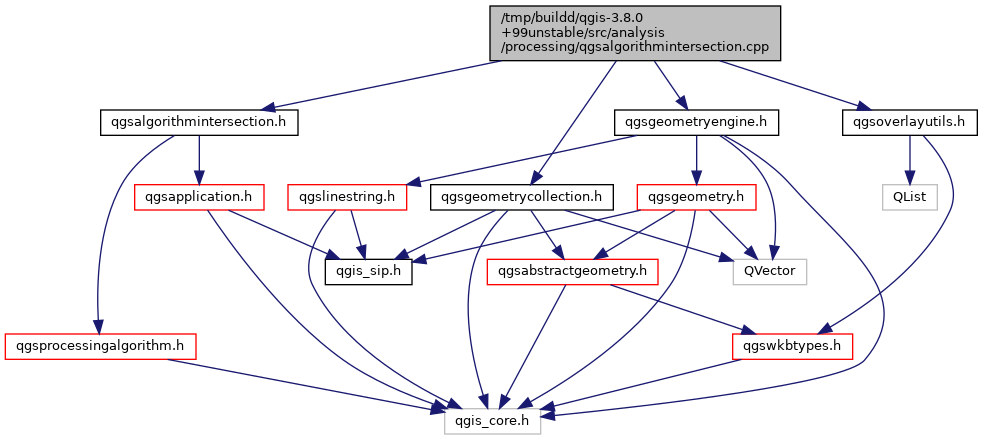 /tmp/buildd/qgis-3.8.0
+99unstable/src/analysis
/processing/qgsalgorithmintersection.cpp
qgsalgorithmintersection.h
qgsgeometryengine.h
qgsoverlayutils.h
qgsapplication.h
qgslinestring.h
qgsgeometrycollection.h
qgsgeometry.h
QList
qgis_sip.h
qgsabstractgeometry.h
QVector
qgsprocessingalgorithm.h
qgswkbtypes.h
qgis_core.h